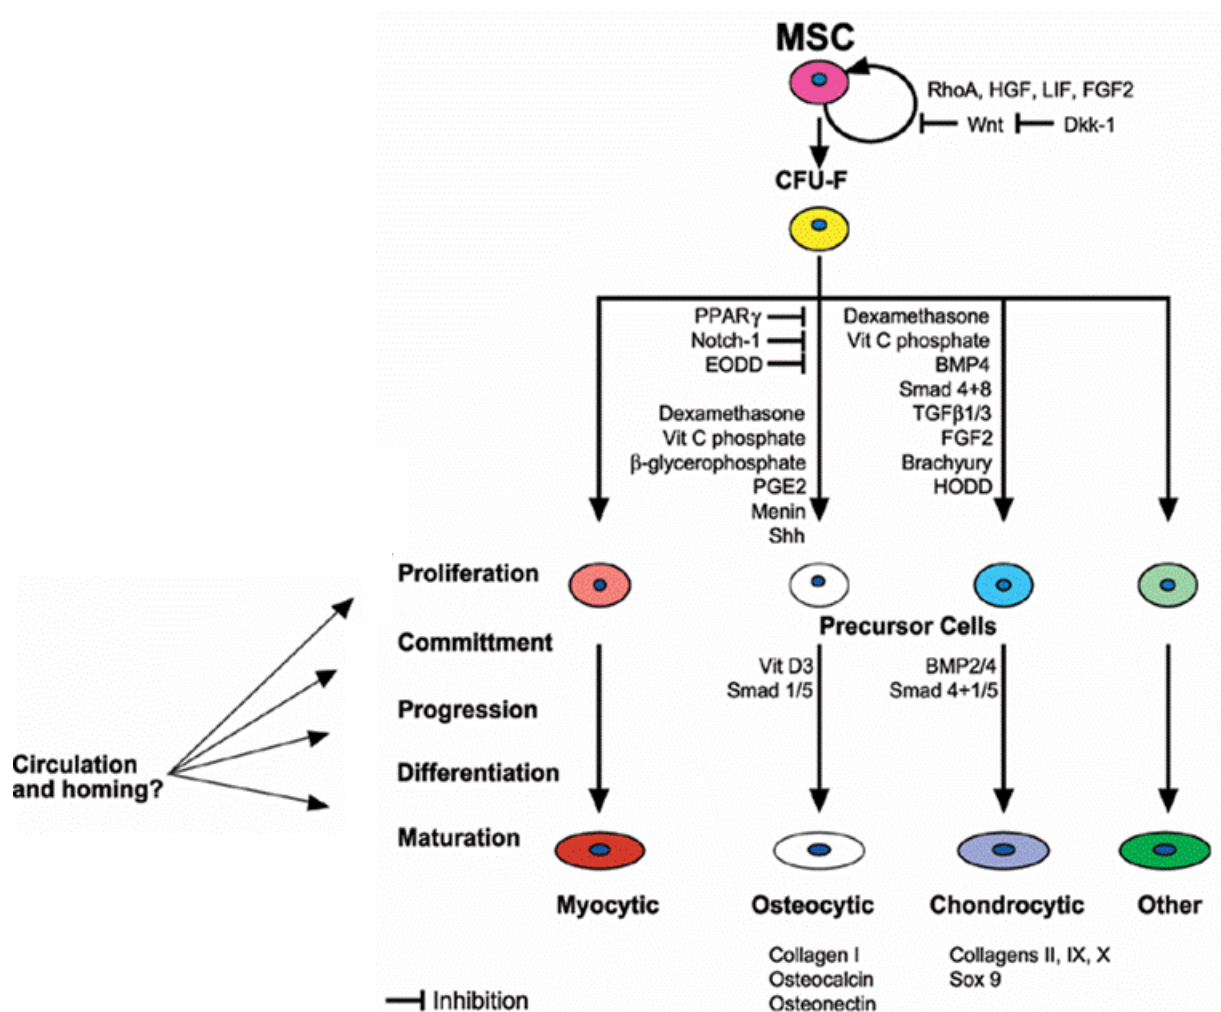 MSC
RhoA, HGF, LIF, FGF2
Wnt
Dkk-1
CFU-F
PPARγ
Notch-1
EODD
Dexamethasone
Vit C phosphate
β-glycerophosphate
PGE2
Menin
Shh
Dexamethasone
Vit C phosphate
BMP4
Smad 4+8
TGFβ1/3
FGF2
Brachyury
HODD
Proliferation
Precursor Cells
Committment
Vit D3
Smad 1/5
BMP2/4
Smad 4+1/5
Progression
Circulation
and homing?
Differentiation
Maturation
Myocytic
Osteocytic
Chondrocytic
Other
Collagen I
Osteocalcin
Osteonectin
Collagens II, IX, X
Sox 9
Inhibition